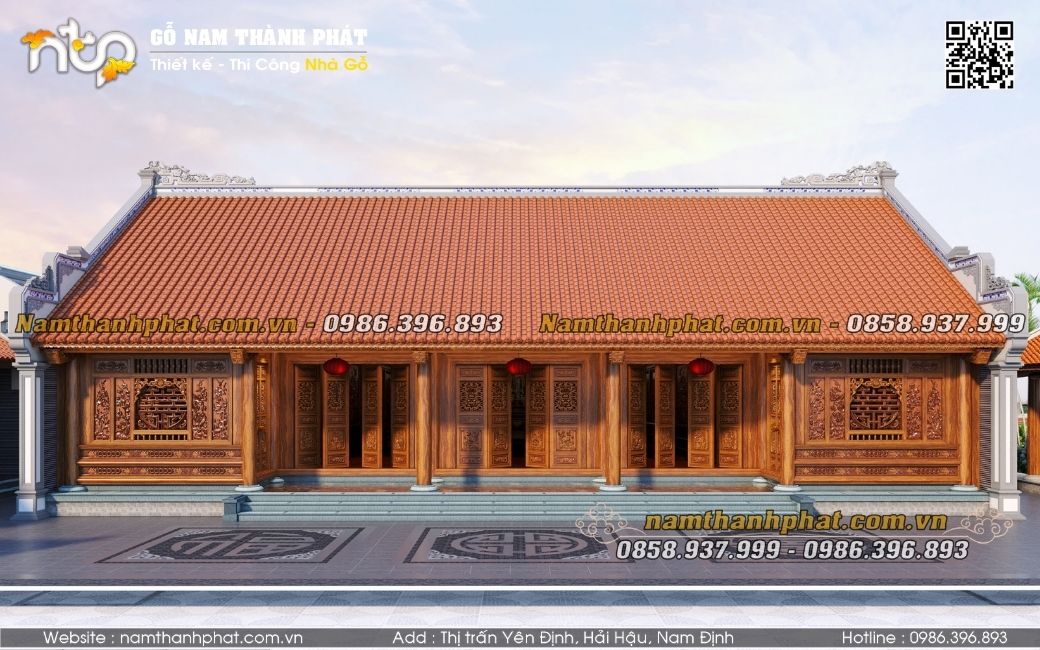 ntp
GỖ NAM THÀNH PHÁT
Thiết kế - Thi Công Nhà Gỗ
Namthanhphat.com.vn - 0986.396.893
Namthanhphat.com.vn - 0858.937.999
namthanhphat.com.vn
0858.937.999 - 0986.396.893
Website : namthanhphat.com.vn
Add : Thị trấn Yên Định, Hải Hậu, Nam Định
Hotline : 0986.396.893